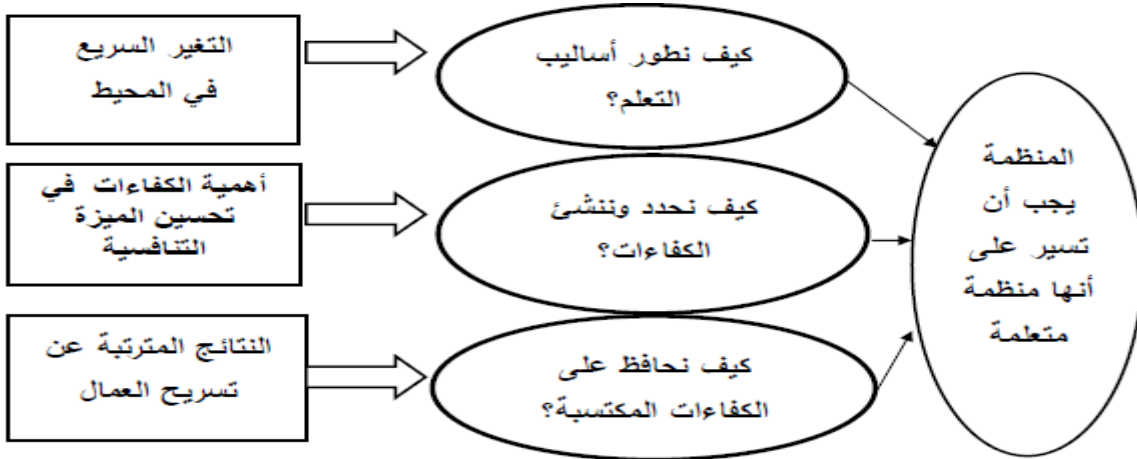 التغير السريع
في المحيط
كيف نطور أساليب
التعلم؟
أهمية الكفاءات في
تحسين الميزة
التنافسية
كيف نحدد وننشئ
الكفاءات؟
النتائج المترتبة عن
تسريح العمال
كيف نحافظ على
الكفاءات المكتسبة؟
المنظمة
يجب أن
تسير على
أنها منظمة
متعلمة